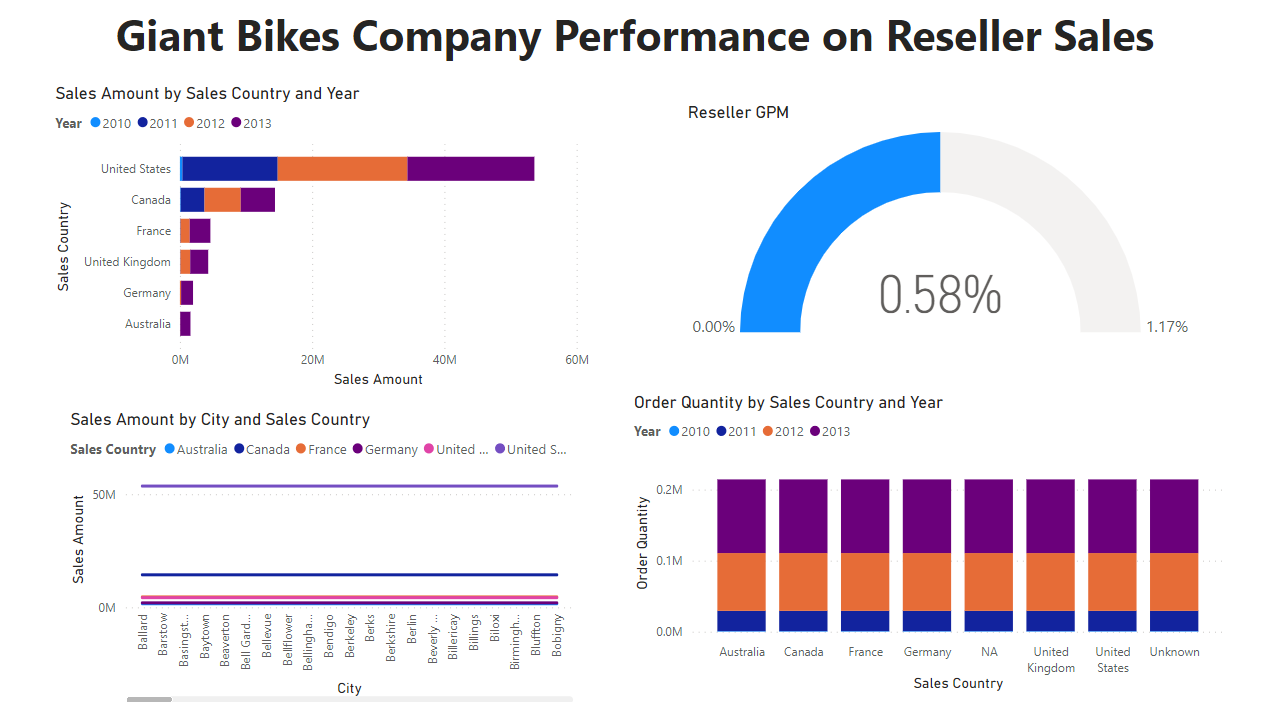 Giant Bikes Company Performance on Reseller Sales
Sales Amount by Sales Country and Year
Year 2010 2011 2012 2013
Sales Country
United States
Canada
France
United Kingdom
Germany
Australia
0M 20M 40M 60M
Sales Amount
Reseller GPM
0.58%
0.00% 1.17%
Sales Amount by City and Sales Country
Sales Country Australia Canada France Germany United ... United S...
Sales Amount
50M
0M
Ballard
Barstow
Basingst...
Baytown
Beaverton
Bell Gard...
Bellevue
Bellflower
Bellingha...
Bendigo
Berkeley
Berks
Berkshire
Berlin
Beverly ...
Billericay
Billings
Biloxi
Birmingh...
Bluffton
Bobigny
City
Order Quantity by Sales Country and Year
Year 2010 2011 2012 2013
Order Quantity
0.2M
0.1M
0.0M
Australia Canada France Germany NA United Kingdom United States Unknown
Sales Country